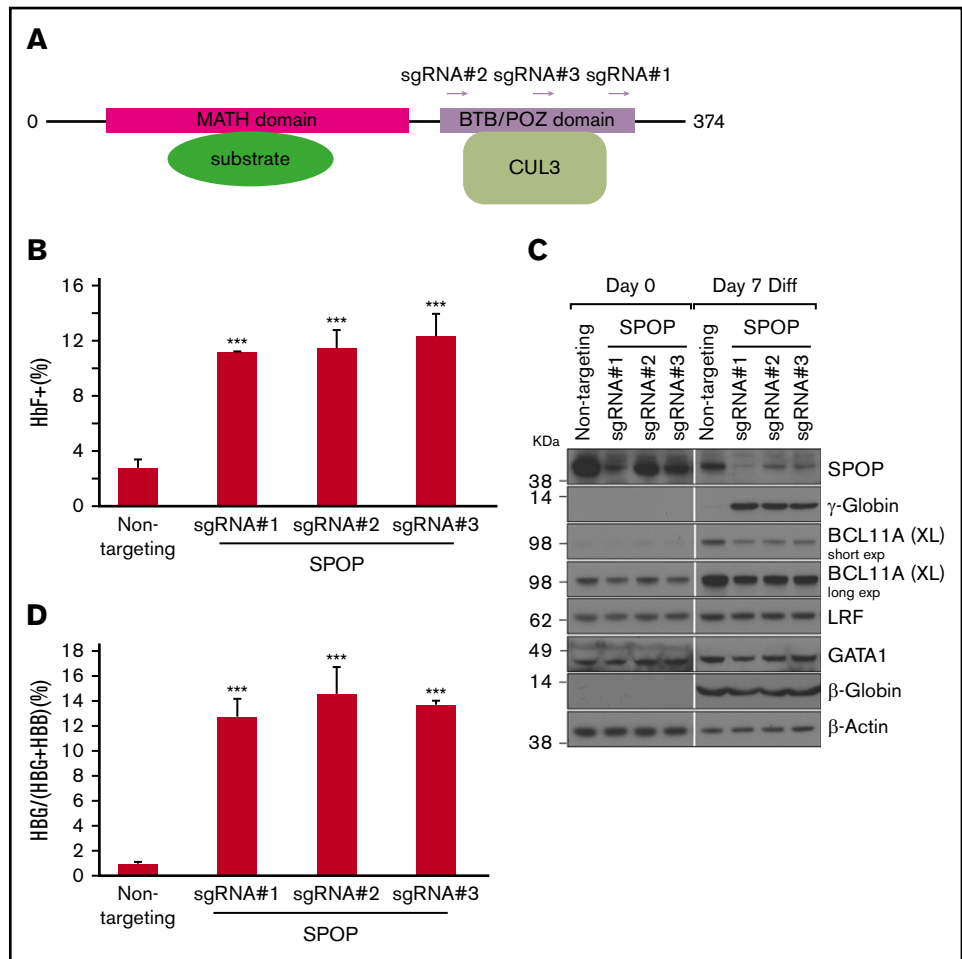 A
sgRNA#2 sgRNA#3 sgRNA#1
0 MATH domain BTB/POZ domain 374
substrate
CUL3
B
HbF+(%)
16
12
8
4
0
***
***
***
Non-targeting
sgRNA#1 sgRNA#2 sgRNA#3
SPOP
C
Day 0 Day 7 Diff
SPOP SPOP
Non-targeting sgRNA#1 sgRNA#2 sgRNA#3 Non-targeting sgRNA#1 sgRNA#2 sgRNA#3
KDa
38 SPOP
14 γ-Globin
98 BCL11A (XL)
short exp
98 BCL11A (XL)
long exp
62 LRF
49 GATA1
14 β-Globin
38 β-Actin
D
HBG/(HBG+HBB)(%)
18
16
14
12
10
8
6
4
2
0
***
***
***
Non-targeting
sgRNA#1 sgRNA#2 sgRNA#3
SPOP